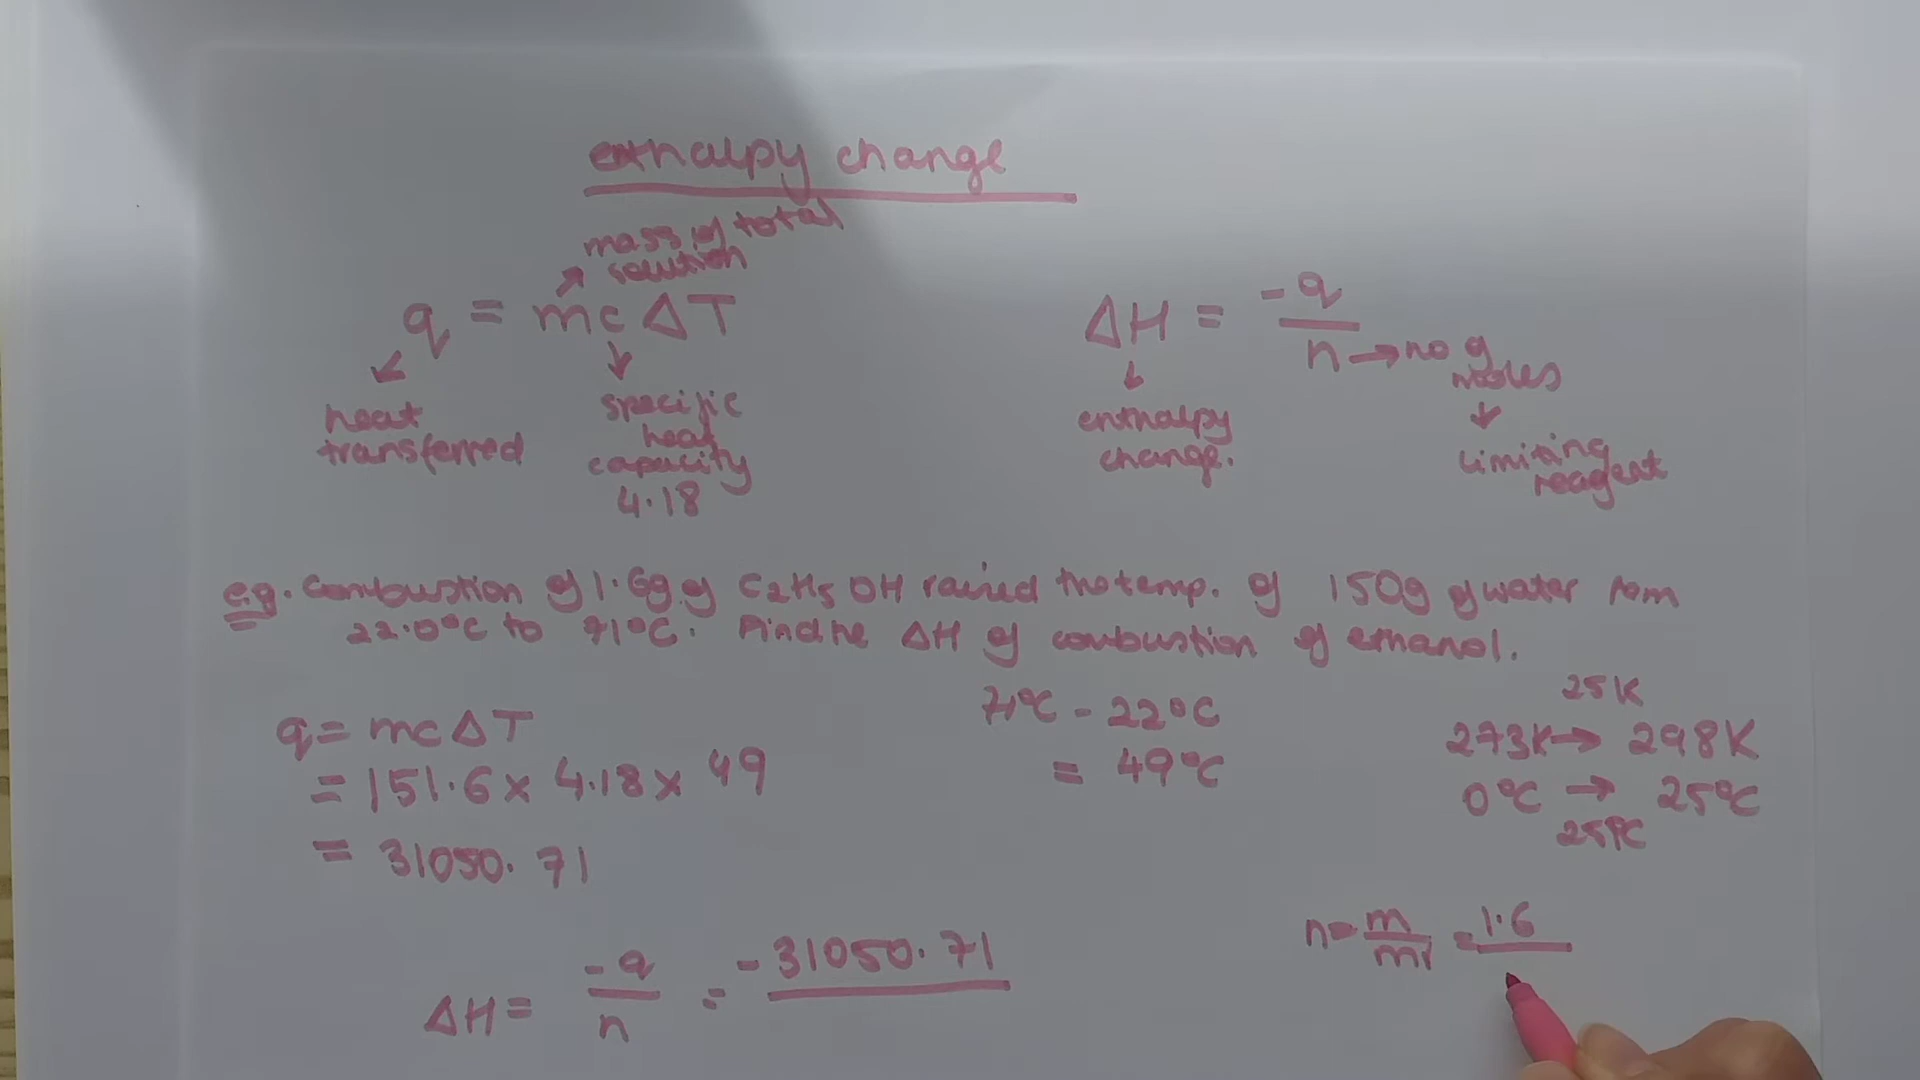 enthalpy change
mass of total
solution
q = mc ΔT
heat
transferred
specific
heat
capacity
4.18
ΔH = -q/n → no of
moles
enthalpy
change.
limiting
reagent
e.g. Combustion of 1.6g of C2H5OH raised the temp. of 150g of water from
22.0°C to 71°C. Find the ΔH of combustion of ethanol.
q = mcΔT
= 151.6 x 4.18 x 49
= 31050.71
71°C - 22°C
= 49°C
25K
273K → 298K
0°C → 25°C
25°C
ΔH = -q/n = -31050.71
n = m/mr = 1.6